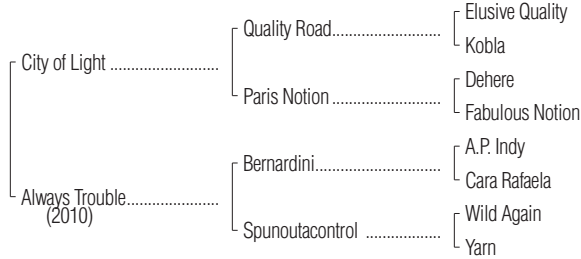 Elusive Quality
Quality Road................................
Kobla
City of Light ................................
Dehere
Paris Notion ................................
Fabulous Notion
A.P. Indy
Bernardini....................................
Cara Rafaela
Always Trouble...........................
(2010)
Wild Again
Spunoutacontrol ......................
Yarn